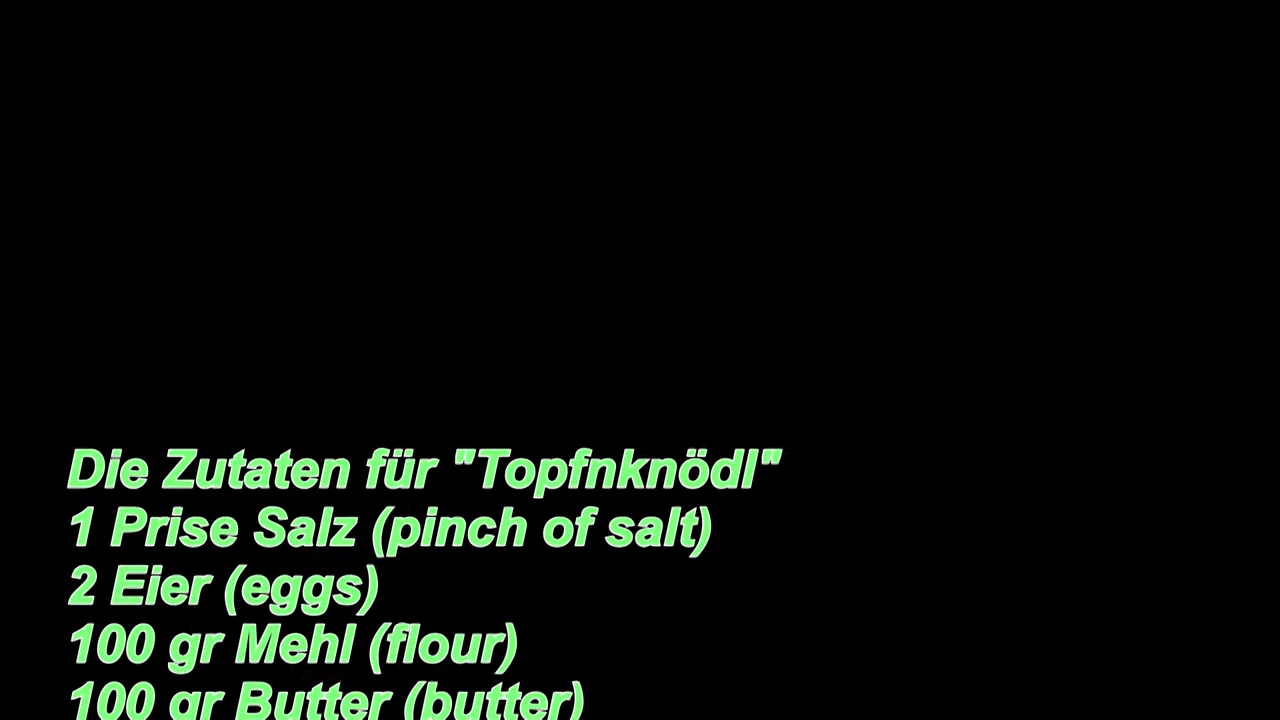 Die Zutaten für "Topfnknödl"
1 Prise Salz (pinch of salt)
2 Eier (eggs)
100 gr Mehl (flour)
100 gr Butter (butter)